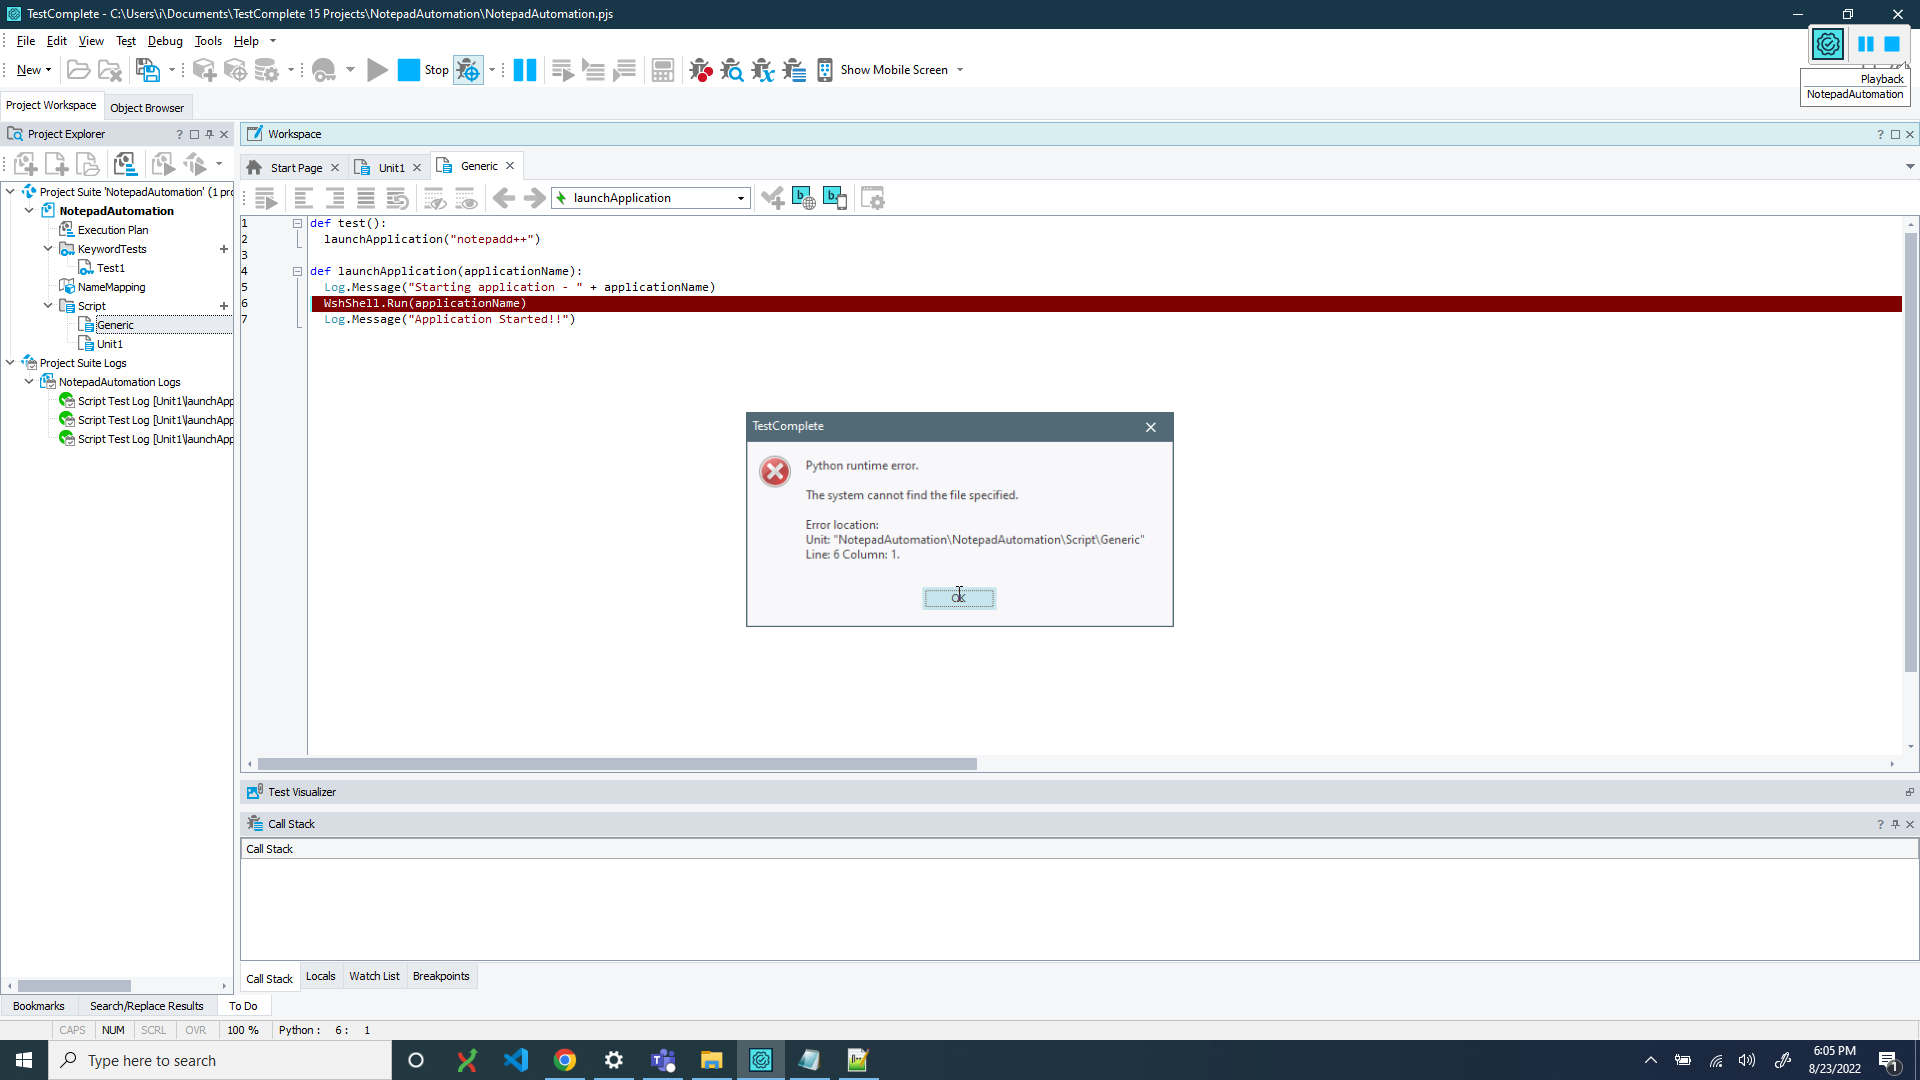 TestComplete - C:\Users\i\Documents\TestComplete 15 Projects\NotepadAutomation\NotepadAutomation.pjs
File Edit View Test Debug Tools Help
New Stop Show Mobile Screen
Playback
NotepadAutomation
Project Workspace Object Browser
Project Explorer
Workspace
Start Page Unit1 Generic
launchApplication
Project Suite 'NotepadAutomation' (1 pro
NotepadAutomation
Execution Plan
KeywordTests
Test1
NameMapping
Script
Generic
Unit1
Project Suite Logs
NotepadAutomation Logs
Script Test Log [Unit1\launchApp
Script Test Log [Unit1\launchApp
Script Test Log [Unit1\launchApp
1 def test():
2 launchApplication("notepadd++")
3
4 def launchApplication(applicationName):
5 Log.Message("Starting application - " + applicationName)
6 WshShell.Run(applicationName)
7 Log.Message("Application Started!!")
TestComplete
Python runtime error.
The system cannot find the file specified.
Error location:
Unit: "NotepadAutomation\NotepadAutomation\Script\Generic"
Line: 6 Column: 1.
OK
Test Visualizer
Call Stack
Call Stack
Call Stack Locals Watch List Breakpoints
Bookmarks Search/Replace Results To Do
CAPS NUM SCRL OVR 100 % Python : 6 : 1
Type here to search
6:05 PM
8/23/2022
1